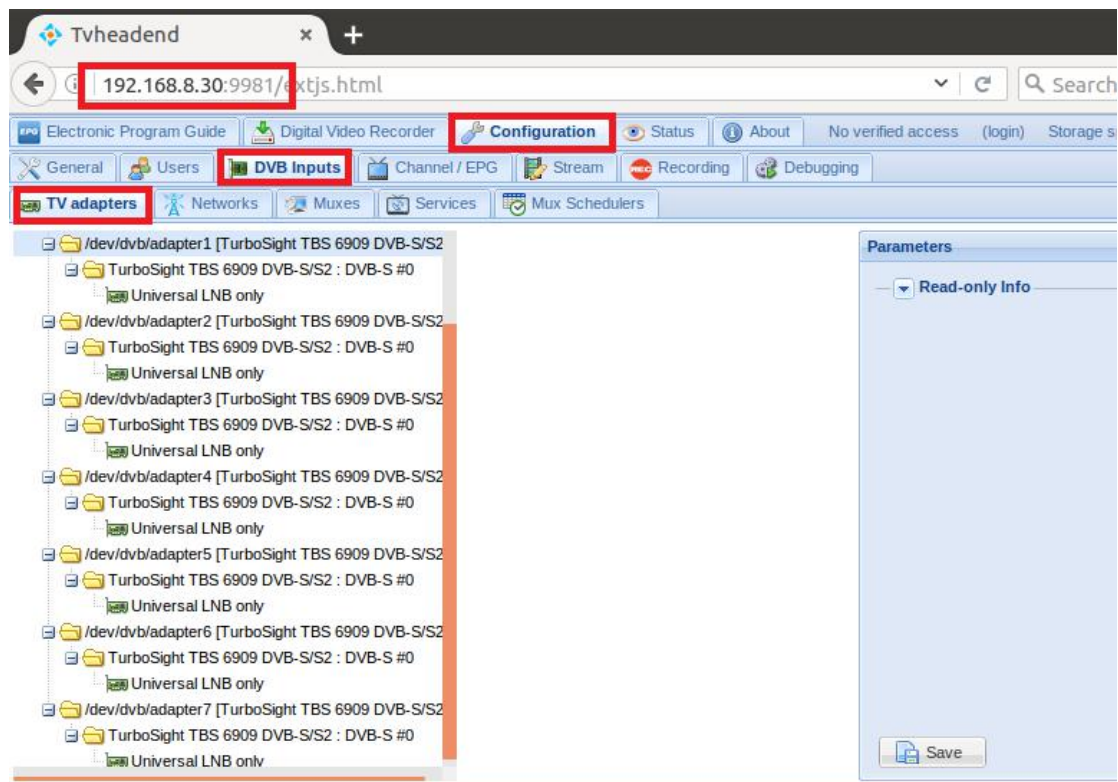 Tvheadend × +
192.168.8.30:9981/extjs.html Search
EPG Electronic Program Guide Digital Video Recorder Configuration Status About No verified access (login) Storage s
General Users DVB Inputs Channel / EPG Stream REC Recording Debugging
TV adapters Networks Muxes Services Mux Schedulers
/dev/dvb/adapter1 [TurboSight TBS 6909 DVB-S/S2 Parameters
TurboSight TBS 6909 DVB-S/S2 : DVB-S #0
Universal LNB only Read-only Info
/dev/dvb/adapter2 [TurboSight TBS 6909 DVB-S/S2
TurboSight TBS 6909 DVB-S/S2 : DVB-S #0
Universal LNB only
/dev/dvb/adapter3 [TurboSight TBS 6909 DVB-S/S2
TurboSight TBS 6909 DVB-S/S2 : DVB-S #0
Universal LNB only
/dev/dvb/adapter4 [TurboSight TBS 6909 DVB-S/S2
TurboSight TBS 6909 DVB-S/S2 : DVB-S #0
Universal LNB only
/dev/dvb/adapter5 [TurboSight TBS 6909 DVB-S/S2
TurboSight TBS 6909 DVB-S/S2 : DVB-S #0
Universal LNB only
/dev/dvb/adapter6 [TurboSight TBS 6909 DVB-S/S2
TurboSight TBS 6909 DVB-S/S2 : DVB-S #0
Universal LNB only
/dev/dvb/adapter7 [TurboSight TBS 6909 DVB-S/S2
TurboSight TBS 6909 DVB-S/S2 : DVB-S #0
Universal LNB only
Save